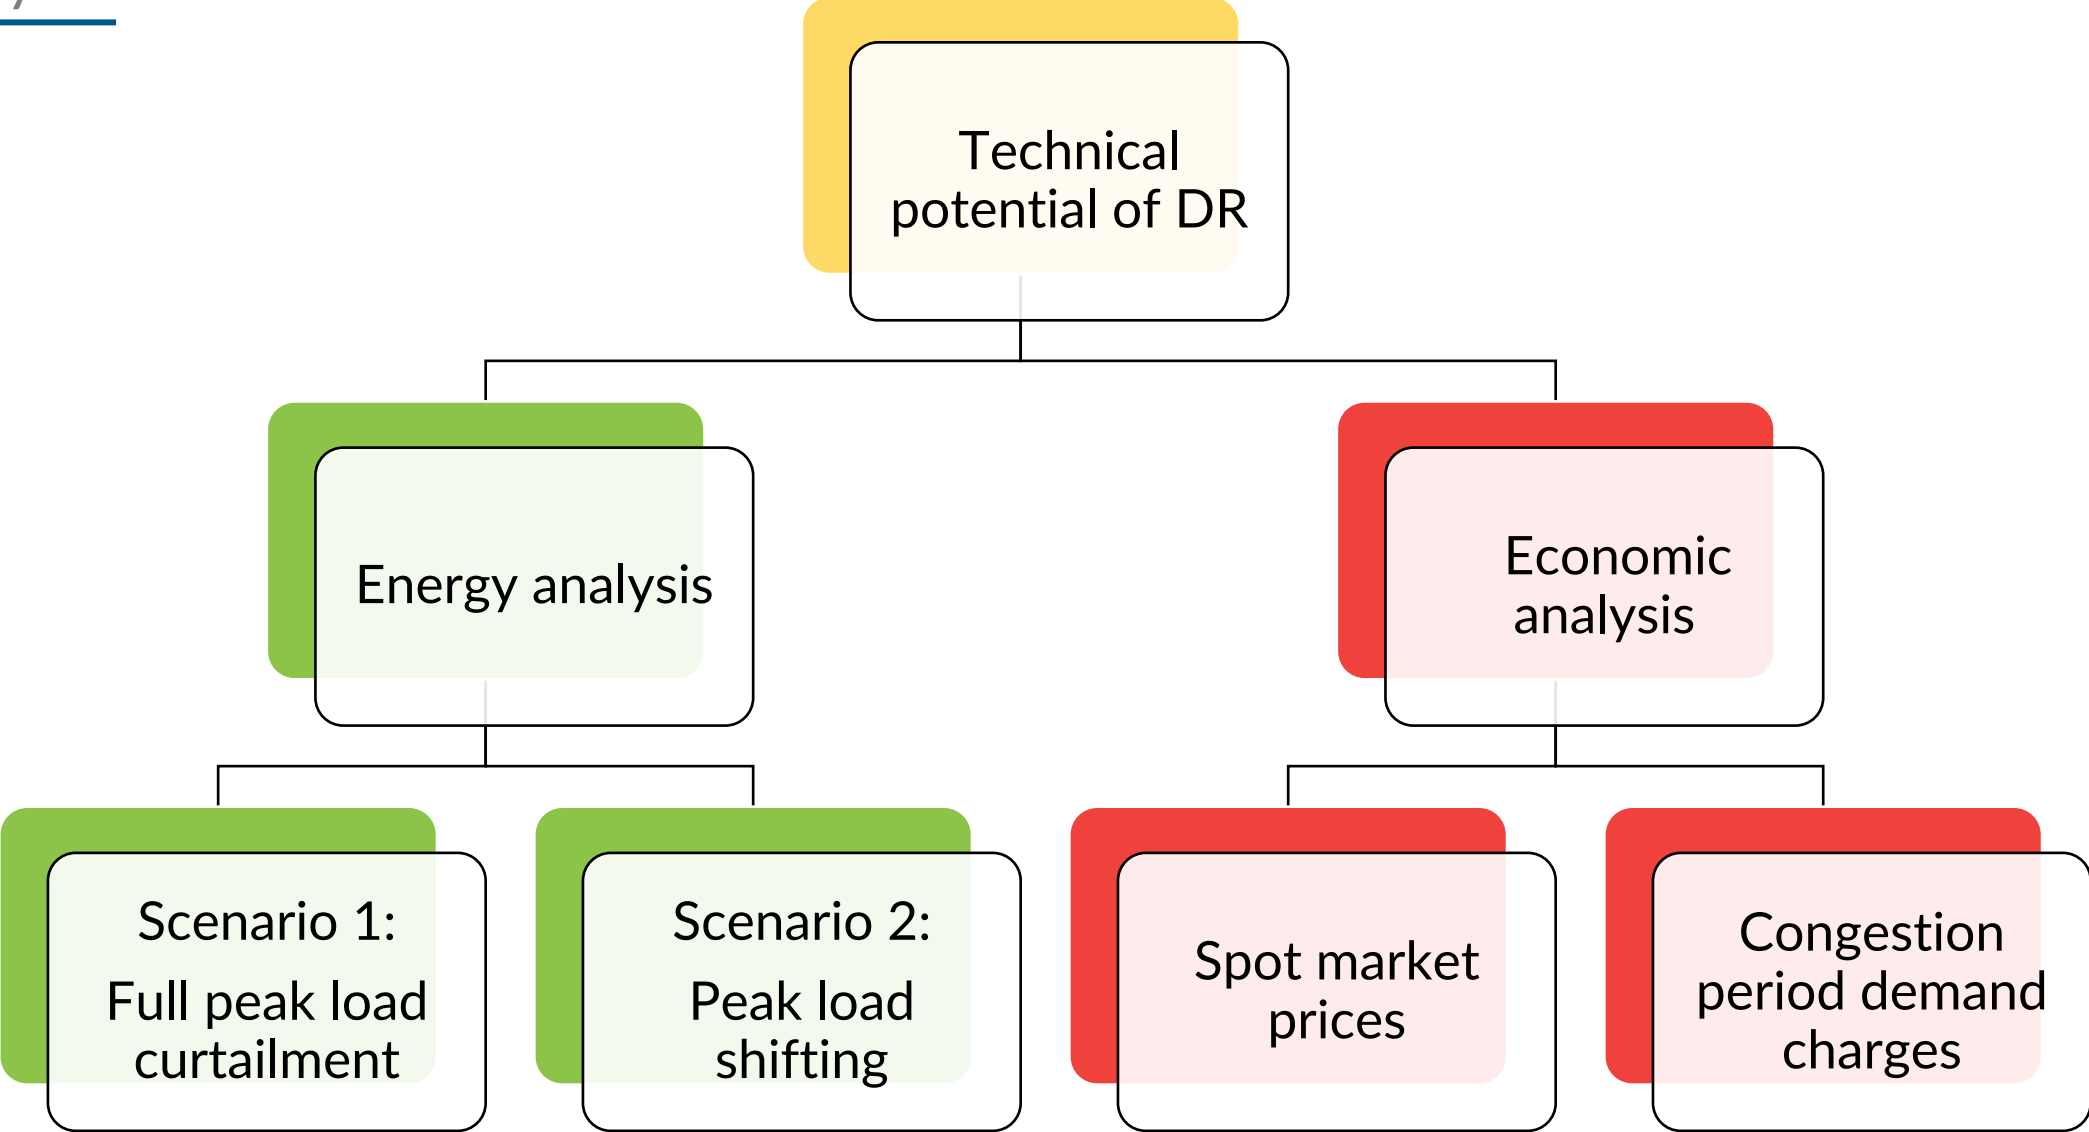 Technical
potential of DR
Energy analysis
Economic
analysis
Scenario 1:
Full peak load
curtailment
Scenario 2:
Peak load
shifting
Spot market
prices
Congestion
period demand
charges